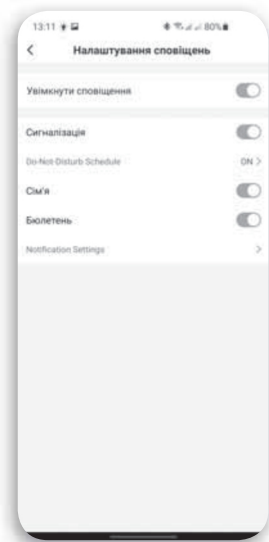 13:11 80%
Налаштування сповіщень
Увімкнути сповіщення
Сигналізація
Do-Not-Disturb Schedule ON >
Сім'я
Бюлетень
Notification Settings >